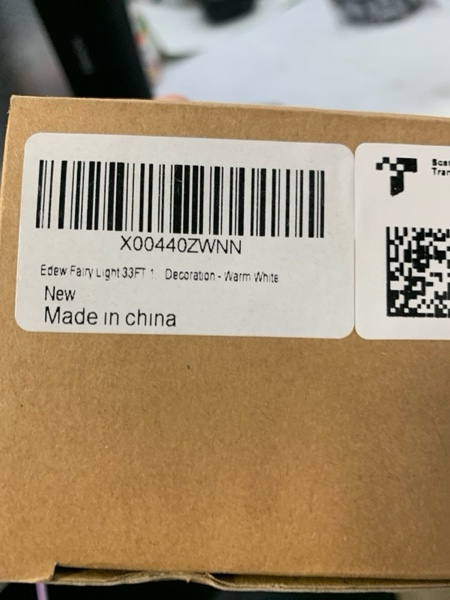 X00440ZWNN
Edew Fairy Light 33FT 1 Decoration - Warm White
New
Made in china